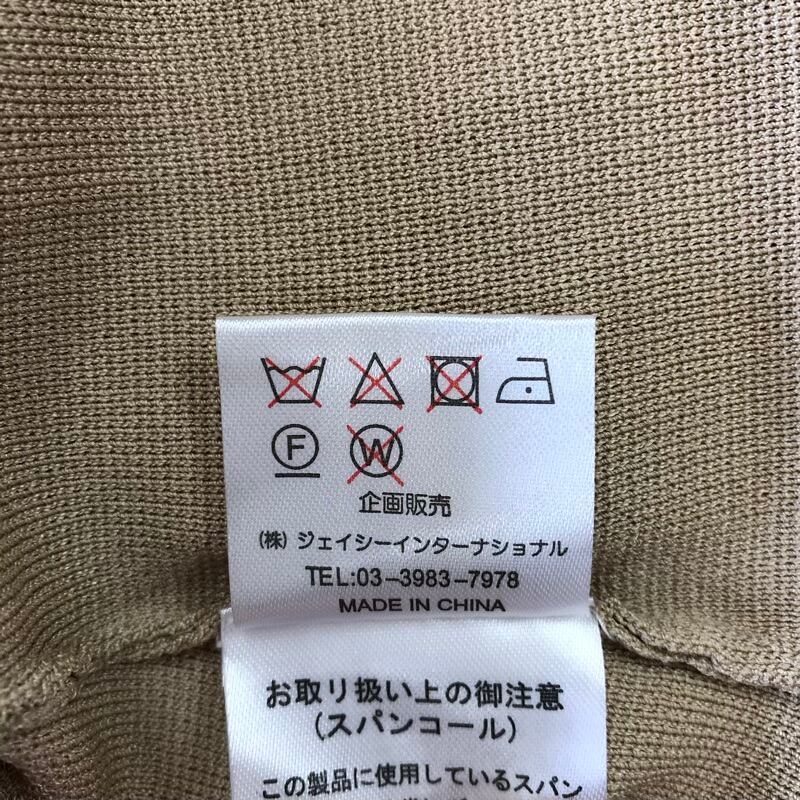 F W
企画販売
(株) ジェイシーインターナショナル
TEL:03-3983-7978
MADE IN CHINA
お取り扱い上の御注意
(スパンコール)
この製品に使用しているスパン